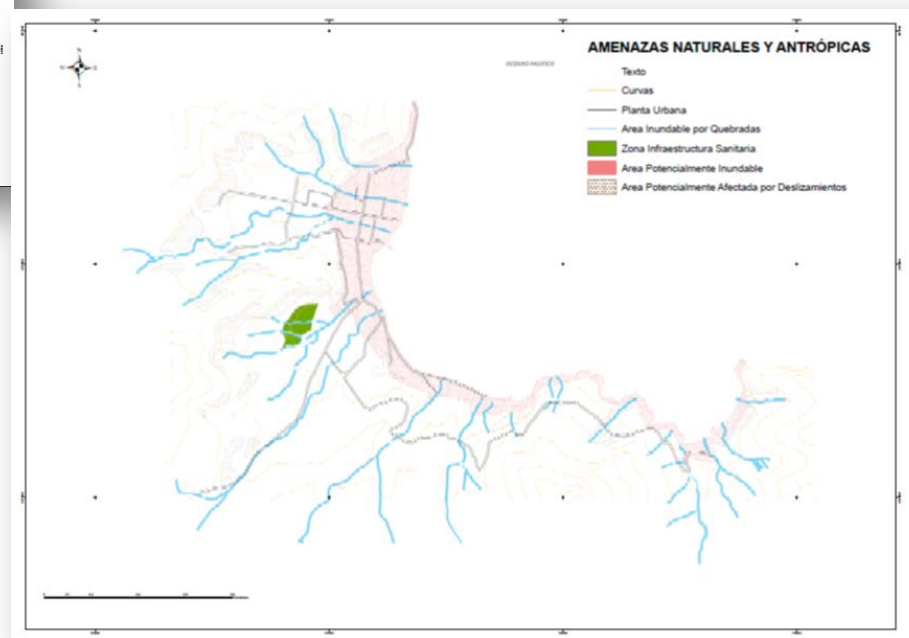 AMENAZAS NATURALES Y ANTRÓPICAS
OCEANO PACIFICO
Texto
Curvas
Planta Urbana
Area Inundable por Quebradas
Zona Infraestructura Sanitaria
Area Potencialmente Inundable
Area Potencialmente Afectada por Deslizamientos